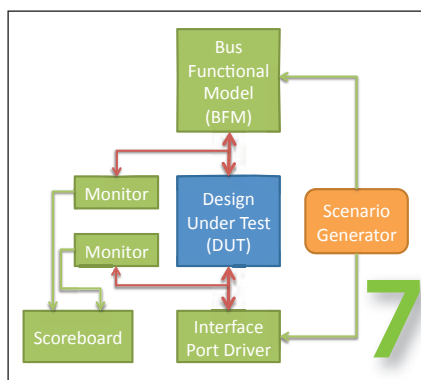 Bus
Functional
Model
(BFM)
Monitor
Design
Under Test
(DUT)
Scenario
Generator
Monitor
Scoreboard
Interface
Port Driver
7